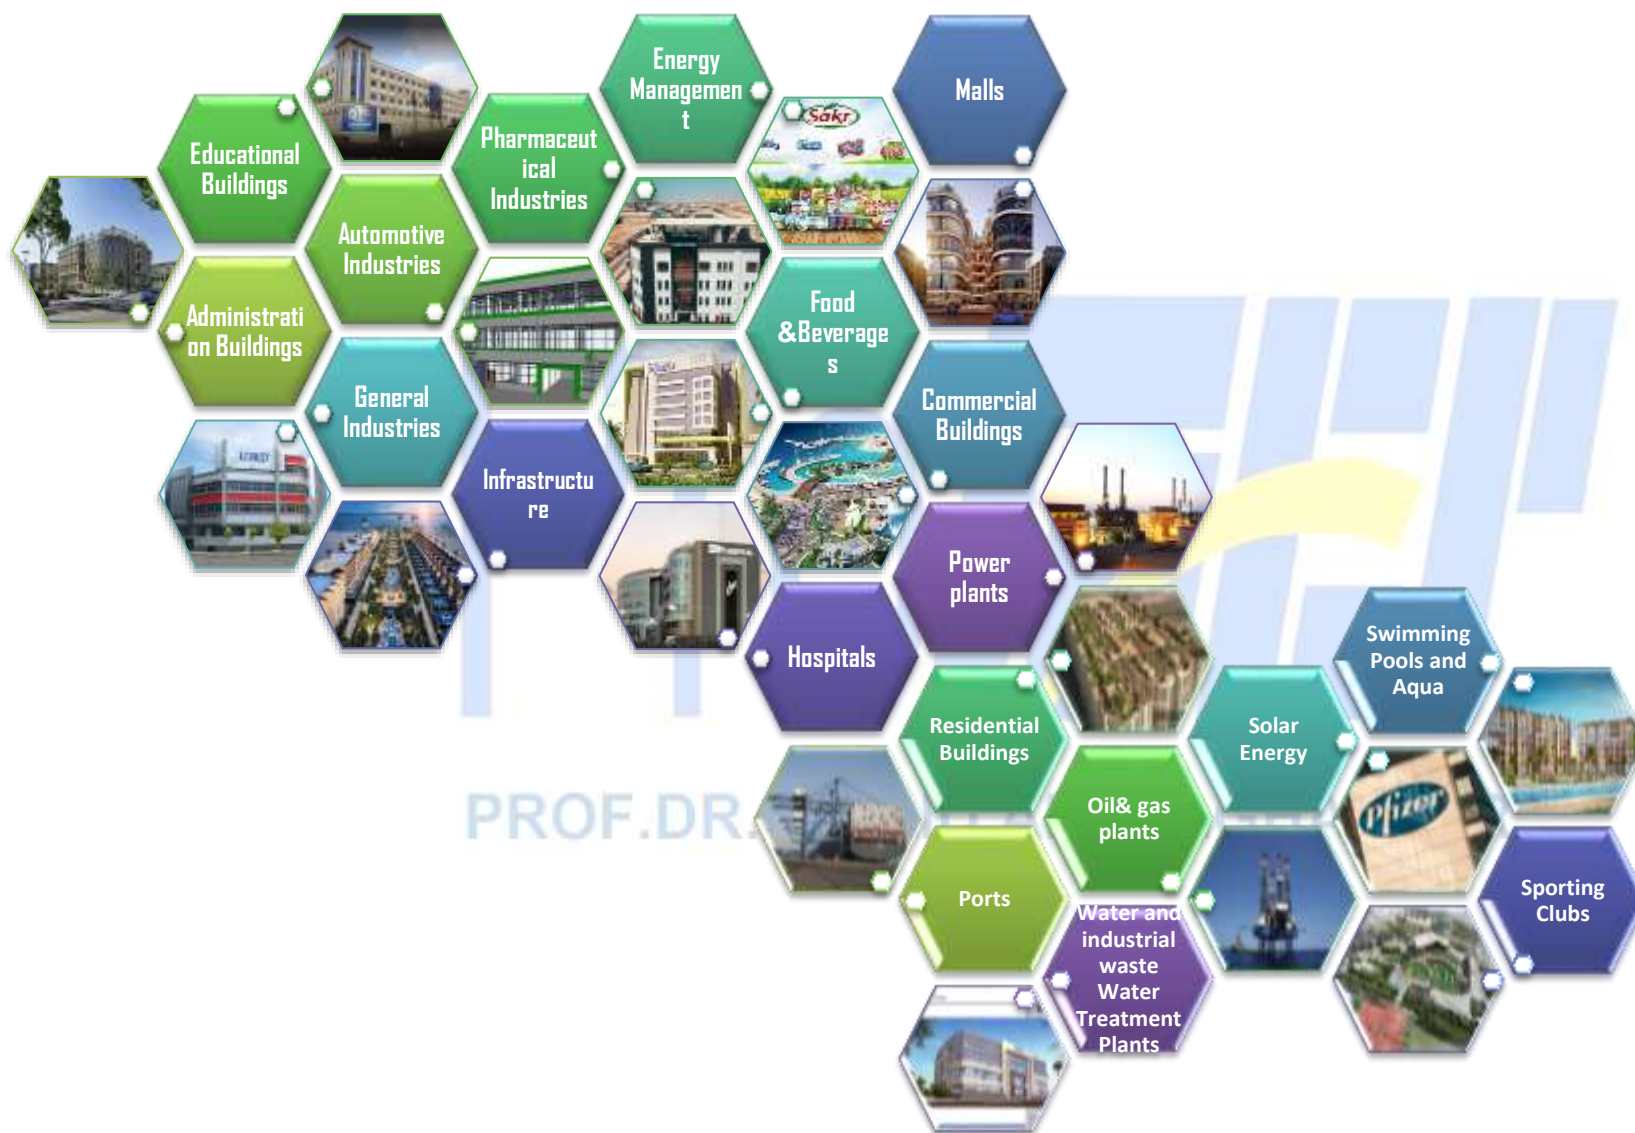 Energy
Managemen
t
Malls
Sakr
Educational
Buildings
Pharmaceut
ical
Industries
Automotive
Industries
Administrati
on Buildings
Food
&Beverage
s
General
Industries
Commercial
Buildings
Infrastructu
re
Power
plants
Hospitals
Swimming
Pools and
Aqua
Residential
Buildings
Solar
Energy
Oil& gas
plants
Pfizer
PROF.DR.
Ports
Sporting
Clubs
Water and
industrial
waste
Water
Treatment
Plants